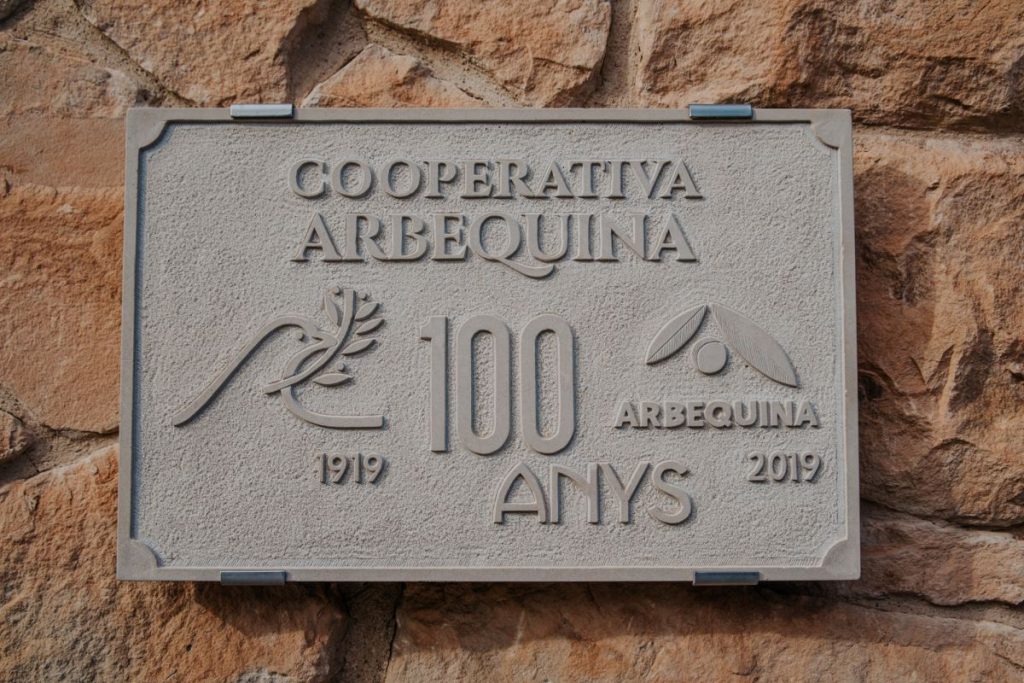 COOPERATIVA
ARBEQUINA
100
ANYS
1919
ARBEQUINA
2019